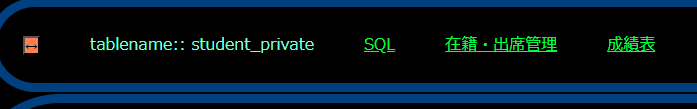 ↔ tablename:: student_private SQL 在籍・出席管理 成績表